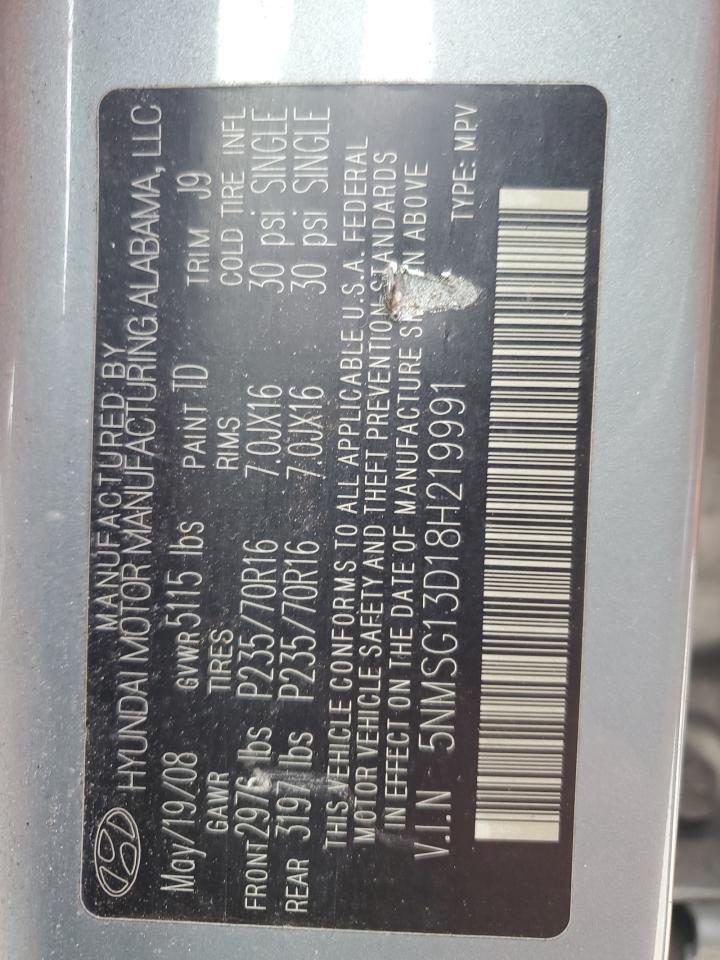 MANUFACTURED BY
HYUNDAI MOTOR MANUFACTURING ALABAMA, LLC
May/19/08 GVWR 5115 lbs PAINT TD TRIM J9
GAWR TIRES RIMS COLD TIRE INFL
FRONT 2976 lbs P235/70R16 7.0JX16 30 psi SINGLE
REAR 3197 lbs P235/70R16 7.0JX16 30 psi SINGLE
THIS VEHICLE CONFORMS TO ALL APPLICABLE U.S.A. FEDERAL
MOTOR VEHICLE SAFETY AND THEFT PREVENTION STANDARDS
IN EFFECT ON THE DATE OF MANUFACTURE ABOVE
V.I.N 5NMSG13D18H219991 TYPE: MPV